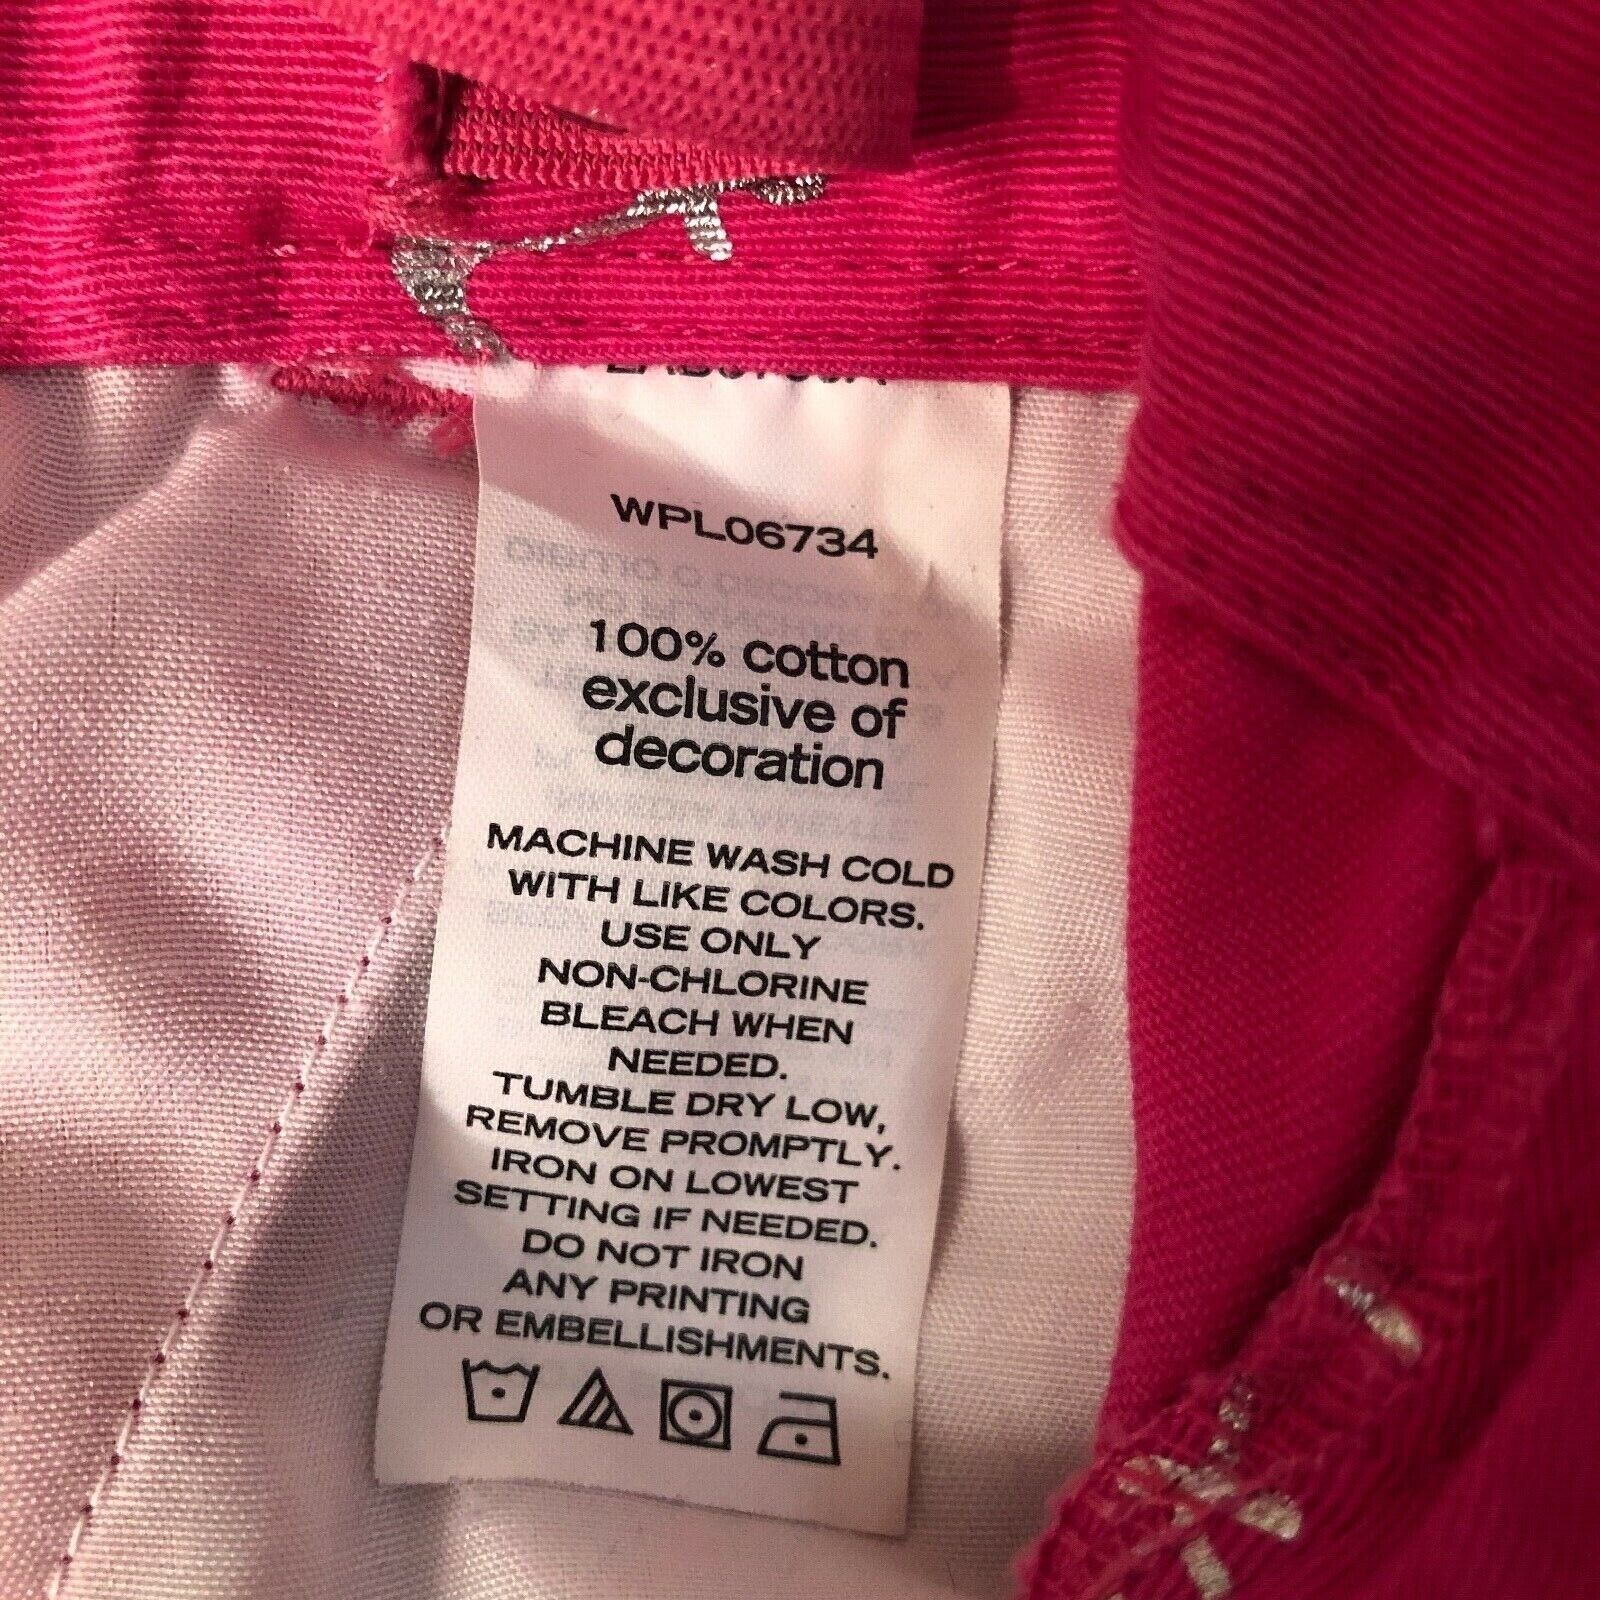 WPL06734
100% cotton
exclusive of
decoration
MACHINE WASH COLD
WITH LIKE COLORS.
USE ONLY
NON-CHLORINE
BLEACH WHEN
NEEDED.
TUMBLE DRY LOW,
REMOVE PROMPTLY.
IRON ON LOWEST
SETTING IF NEEDED.
DO NOT IRON
ANY PRINTING
OR EMBELLISHMENTS.